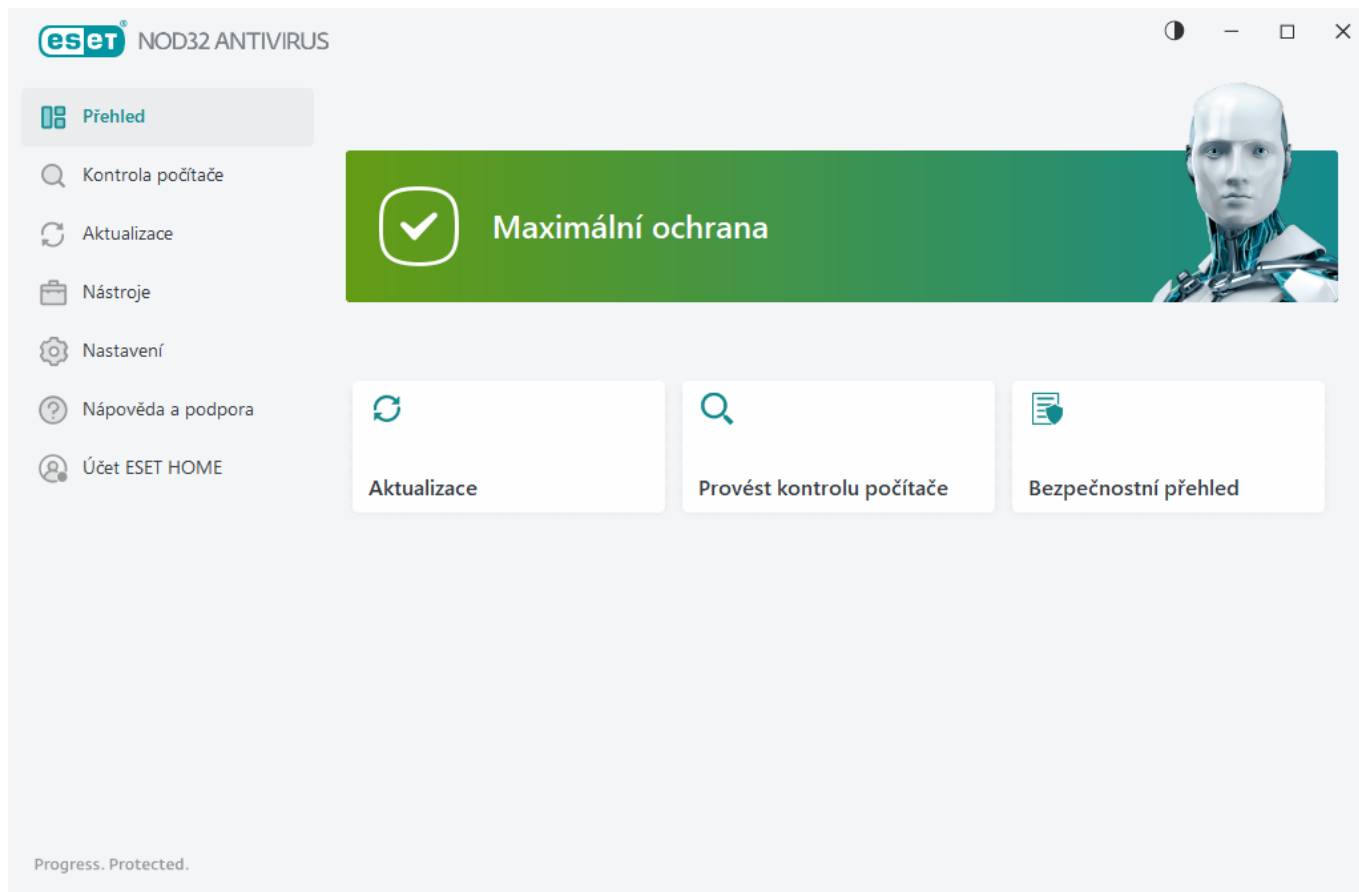 eset® NOD32 ANTIVIRUS
Přehled
Kontrola počítače
Aktualizace
Nástroje
Nastavení
Nápověda a podpora
Účet ESET HOME
Maximální ochrana
Aktualizace
Provést kontrolu počítače
Bezpečnostní přehled
Progress. Protected.